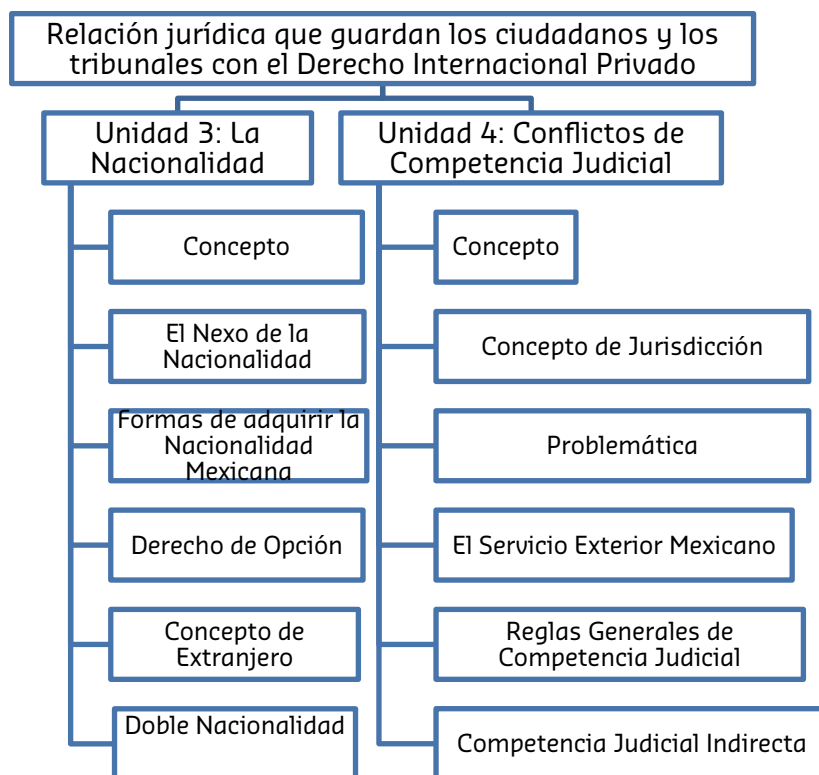 Relación jurídica que guardan los ciudadanos y los
tribunales con el Derecho Internacional Privado
Unidad 3: La
Nacionalidad
Concepto
El Nexo de la
Nacionalidad
Formas de adquirir la
Nacionalidad
Mexicana
Derecho de Opción
Concepto de
Extranjero
Doble Nacionalidad
Unidad 4: Conflictos de
Competencia Judicial
Concepto
Concepto de Jurisdicción
Problemática
El Servicio Exterior Mexicano
Reglas Generales de
Competencia Judicial
Competencia Judicial Indirecta